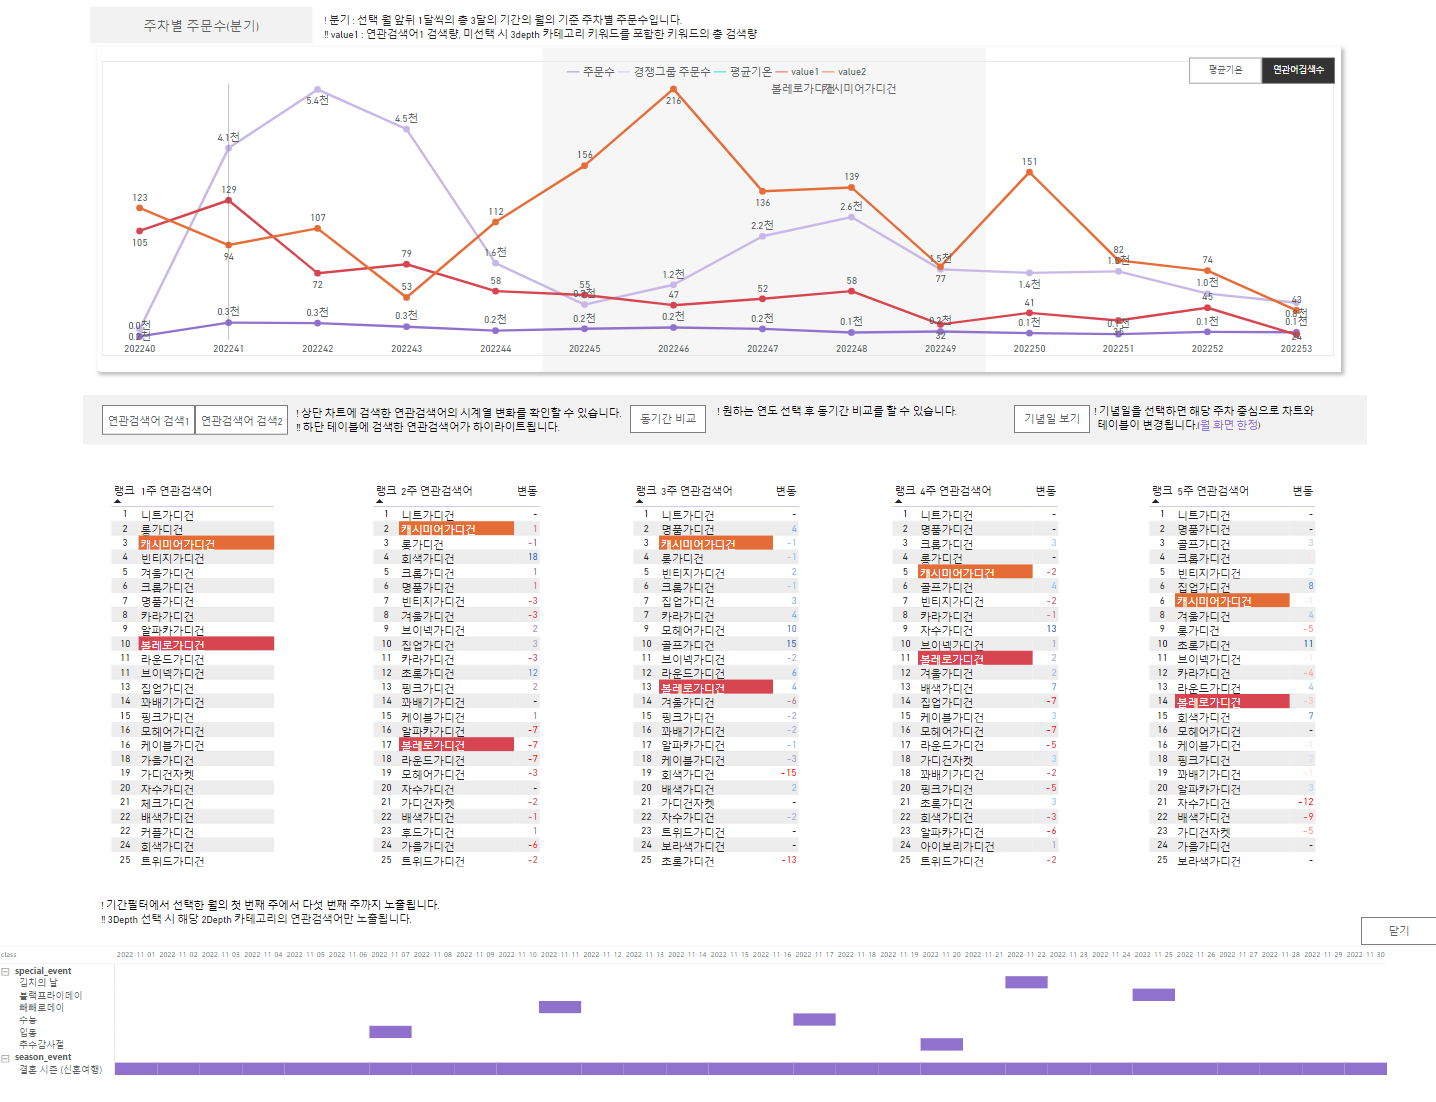 주차별 주문수(분기)
! 분기 : 선택 월 앞뒤 1달씩의 총 3달의 기간의 월의 기준 주차별 주문수입니다.
!! value1 : 연관검색어1 검색량, 미선택 시 3depth 카테고리 키워드를 포함한 키워드의 총 검색량
주문수 경쟁그룹 주문수 평균기온 value1 value2
평균기온 연관어검색수
볼레로가디건 캐시미어가디건
5.4천 216
4.5천
4.1천
156
151
123 129 139
136
2.6천
107 112
105 94
2.2천
79 82
72 53 1.6천 74
58 55 1.2천 52 58 1.5천 77 1.4천 1.0천
47 41 45 43
0.3천 0.3천 0.3천 0.2천 0.2천 0.2천 0.2천 0.1천 32 0.1천 0.1천 0.1천
24
202240 202241 202242 202243 202244 202245 202246 202247 202248 202249 202250 202251 202252 202253
연관검색어 검색1 연관검색어 검색2
! 상단 차트에 검색한 연관검색어의 시계열 변화를 확인할 수 있습니다.
!! 하단 테이블에 검색한 연관검색어가 하이라이트됩니다.
동기간 비교
! 원하는 연도 선택 후 동기간 비교를 할 수 있습니다.
기념일 보기
! 기념일을 선택하면 해당 주차 중심으로 차트와
테이블이 변경됩니다.(월 화면 한정)
랭크 1주 연관검색어
1 니트가디건
2 롱가디건
3 캐시미어가디건
4 빈티지가디건
5 겨울가디건
6 크롭가디건
7 명품가디건
8 카라가디건
9 알파카가디건
10 볼레로가디건
11 라운드가디건
11 브이넥가디건
13 집업가디건
14 꽈배기가디건
15 핑크가디건
16 모헤어가디건
16 케이블가디건
18 가을가디건
19 가디건자켓
20 자수가디건
21 체크가디건
22 배색가디건
22 커플가디건
24 회색가디건
25 트위드가디건
랭크 2주 연관검색어 변동
1 니트가디건 -
2 캐시미어가디건 1
3 롱가디건 -1
4 회색가디건 18
5 크롭가디건 1
6 명품가디건 1
7 빈티지가디건 -3
8 겨울가디건 -3
9 브이넥가디건 2
10 집업가디건 3
11 카라가디건 -3
12 초록가디건 12
13 핑크가디건 2
14 꽈배기가디건 -
15 케이블가디건 1
16 알파카가디건 -7
17 볼레로가디건 -7
18 라운드가디건 -7
19 모헤어가디건 -3
20 자수가디건 -
21 가디건자켓 -2
22 배색가디건 -1
23 후드가디건 1
24 가을가디건 -6
25 트위드가디건 -2
랭크 3주 연관검색어 변동
1 니트가디건 -
2 명품가디건 4
3 캐시미어가디건 -1
4 롱가디건 -1
5 빈티지가디건 2
6 크롭가디건 -1
7 집업가디건 3
7 카라가디건 4
9 모헤어가디건 10
10 골프가디건 15
11 브이넥가디건 -2
12 라운드가디건 6
13 볼레로가디건 4
14 겨울가디건 -6
15 핑크가디건 -2
16 꽈배기가디건 -2
17 알파카가디건 -1
18 케이블가디건 -3
19 회색가디건 -15
20 배색가디건 2
21 가디건자켓 -
22 자수가디건 -2
23 트위드가디건 -
24 보라색가디건 -
25 초록가디건 -13
랭크 4주 연관검색어 변동
1 니트가디건 -
2 명품가디건 -
3 크롭가디건 3
4 롱가디건 -
5 캐시미어가디건 -2
6 골프가디건 4
7 빈티지가디건 -2
8 카라가디건 -1
9 자수가디건 13
10 브이넥가디건 1
11 볼레로가디건 2
12 겨울가디건 2
13 배색가디건 7
14 집업가디건 -7
15 케이블가디건 3
16 모헤어가디건 -7
17 라운드가디건 -5
18 가디건자켓 3
18 꽈배기가디건 -2
20 핑크가디건 -5
21 초록가디건 3
22 회색가디건 -3
23 알파카가디건 -6
24 아이보리가디건 1
25 트위드가디건 -2
랭크 5주 연관검색어 변동
1 니트가디건 -
2 명품가디건 -
3 골프가디건 3
4 크롭가디건
5 빈티지가디건 2
6 집업가디건 8
6 캐시미어가디건 -1
8 겨울가디건 4
9 롱가디건 -5
10 초록가디건 11
11 브이넥가디건 -1
12 카라가디건 -4
13 라운드가디건 4
14 볼레로가디건 -3
15 회색가디건 7
16 모헤어가디건 -
16 케이블가디건 -1
18 핑크가디건 2
19 꽈배기가디건 -1
20 알파카가디건 3
21 자수가디건 -12
22 배색가디건 -9
23 가디건자켓 -5
24 가을가디건 -
25 보라색가디건 -
! 기간필터에서 선택한 월의 첫 번째 주에서 다섯 번째 주까지 노출됩니다.
!! 3Depth 선택 시 해당 2Depth 카테고리의 연관검색어만 노출됩니다.
닫기
class 2022-11-01 2022-11-02 2022-11-03 2022-11-04 2022-11-05 2022-11-06 2022-11-07 2022-11-08 2022-11-09 2022-11-10 2022-11-11 2022-11-12 2022-11-13 2022-11-14 2022-11-15 2022-11-16 2022-11-17 2022-11-18 2022-11-19 2022-11-20 2022-11-21 2022-11-22 2022-11-23 2022-11-24 2022-11-25 2022-11-26 2022-11-27 2022-11-28 2022-11-29 2022-11-30
special_event
김치의 날
블랙프라이데이
빼빼로데이
수능
입동
추수감사절
season_event
결혼 시즌 (신혼여행)